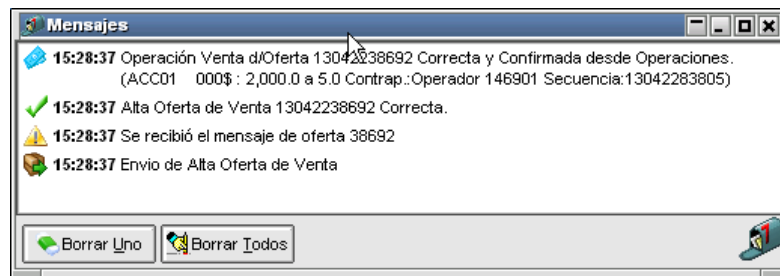 Mensajes
15:28:37 Operación Venta d/Oferta 13042238692 Correcta y Confirmada desde Operaciones.
(ACC01 000$ : 2,000.0 a 5.0 Contrap.:Operador 146901 Secuencia:13042283805)
15:28:37 Alta Oferta de Venta 13042238692 Correcta.
15:28:37 Se recibió el mensaje de oferta 38692
15:28:37 Envio de Alta Oferta de Venta
Borrar Uno Borrar Todos